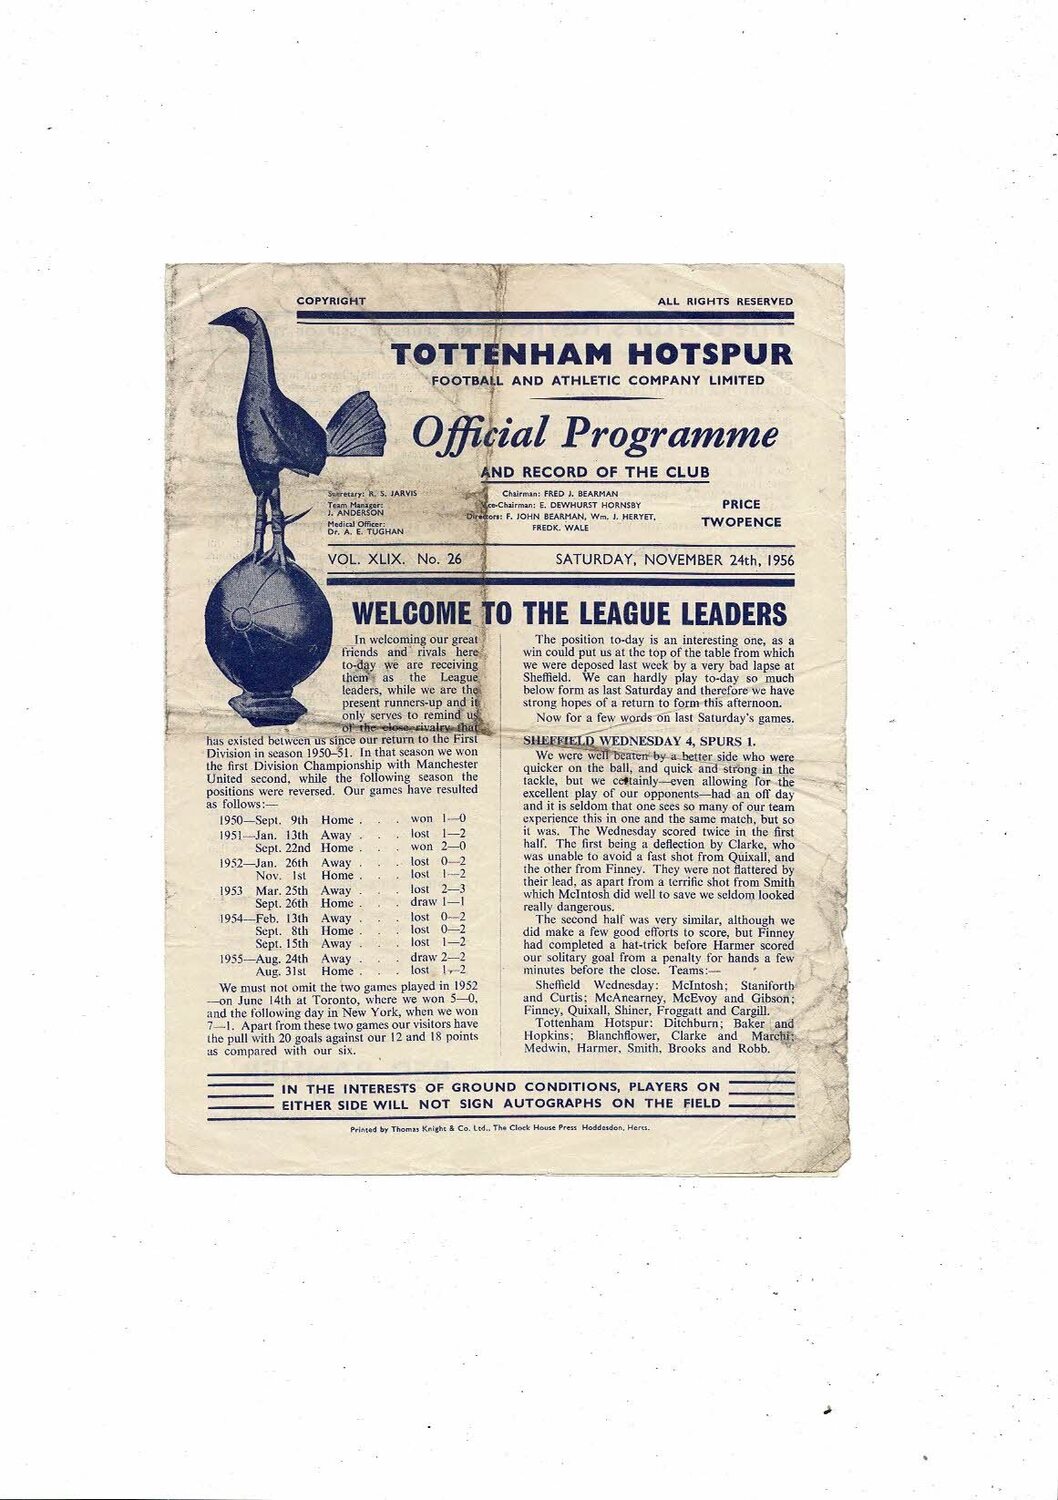 COPYRIGHT
ALL RIGHTS RESERVED
TOTTENHAM HOTSPUR
FOOTBALL AND ATHLETIC COMPANY LIMITED
Official Programme
AND RECORD OF THE CLUB
Secretary: R. S. JARVIS
Team Manager:
J. ANDERSON
Medical Officer:
Dr. A. E. TUGHAN
Chairman: FRED J. BEARMAN
Vice-Chairman: E. DEWHURST HORNSBY
Directors: F. JOHN BEARMAN, Wm. J. HERYET,
FREDK. WALE
PRICE
TWOPENCE
VOL. XLIX. No. 26
SATURDAY, NOVEMBER 24th, 1956
WELCOME TO THE LEAGUE LEADERS
In welcoming our great
friends and rivals here
to-day we are receiving
them as the League
leaders, while we are the
present runners-up and it
only serves to remind us
of the close rivalry that
has existed between us since our return to the First
Division in season 1950–51. In that season we won
the first Division Championship with Manchester
United second, while the following season the
positions were reversed. Our games have resulted
as follows:—
1950—Sept. 9th Home . . . won 1—0
1951—Jan. 13th Away . . . lost 1—2
Sept. 22nd Home . . . won 2—0
1952—Jan. 26th Away . . . lost 0—2
Nov. 1st Home . . . lost 1—2
1953 Mar. 25th Away . . . lost 2—3
Sept. 26th Home . . . draw 1—1
1954—Feb. 13th Away . . . lost 0—2
Sept. 8th Home . . . lost 0—2
Sept. 15th Away . . . lost 1—2
1955—Aug. 24th Away . . . draw 2—2
Aug. 31st Home . . . lost 1—2
We must not omit the two games played in 1952
—on June 14th at Toronto, where we won 5—0,
and the following day in New York, when we won
7—1. Apart from these two games our visitors have
the pull with 20 goals against our 12 and 18 points
as compared with our six.
The position to-day is an interesting one, as a
win could put us at the top of the table from which
we were deposed last week by a very bad lapse at
Sheffield. We can hardly play to-day so much
below form as last Saturday and therefore we have
strong hopes of a return to form this afternoon.
Now for a few words on last Saturday's games.
SHEFFIELD WEDNESDAY 4, SPURS 1.
We were well beaten by a better side who were
quicker on the ball, and quick and strong in the
tackle, but we certainly—even allowing for the
excellent play of our opponents—had an off day
and it is seldom that one sees so many of our team
experience this in one and the same match, but so
it was. The Wednesday scored twice in the first
half. The first being a deflection by Clarke, who
was unable to avoid a fast shot from Quixall, and
the other from Finney. They were not flattered by
their lead, as apart from a terrific shot from Smith
which McIntosh did well to save we seldom looked
really dangerous.
The second half was very similar, although we
did make a few good efforts to score, but Finney
had completed a hat-trick before Harmer scored
our solitary goal from a penalty for hands a few
minutes before the close. Teams:—
Sheffield Wednesday: McIntosh; Staniforth
and Curtis; McAnearney, McEvoy and Gibson;
Finney, Quixall, Shiner, Froggatt and Cargill.
Tottenham Hotspur: Ditchburn; Baker and
Hopkins; Blanchflower, Clarke and Marchi;
Medwin, Harmer, Smith, Brooks and Robb.
IN THE INTERESTS OF GROUND CONDITIONS, PLAYERS ON
EITHER SIDE WILL NOT SIGN AUTOGRAPHS ON THE FIELD
Printed by Thomas Knight & Co. Ltd., The Clock House Press Hoddesdon, Herts.